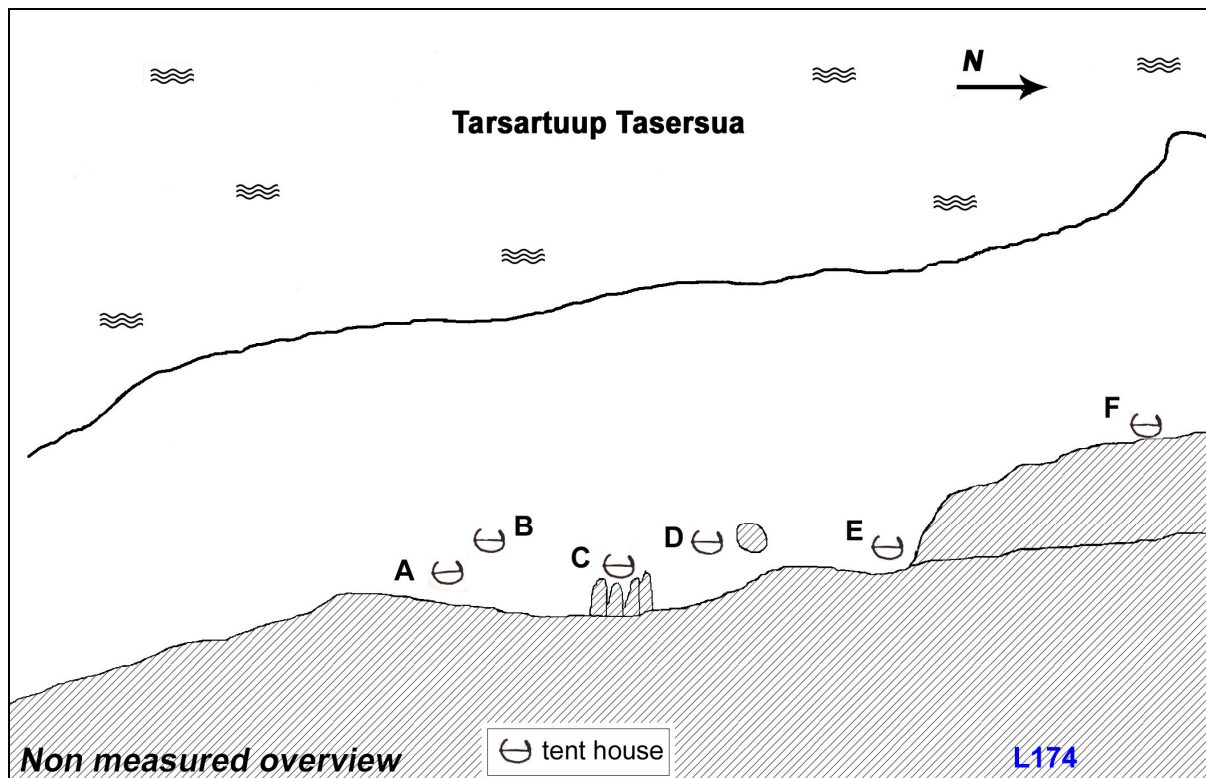 N
Tarsartuup Tasersua
F
B
D
E
C
A
tent house
Non measured overview
L174